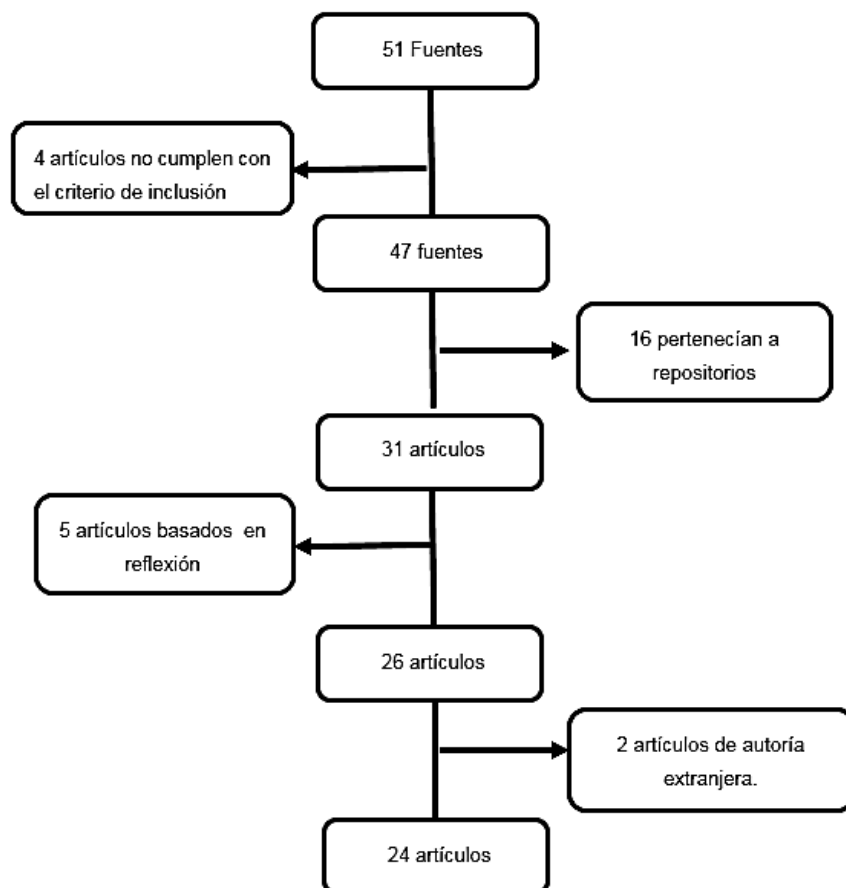 51 Fuentes
4 artículos no cumplen con
el criterio de inclusión
47 fuentes
16 pertenecían a
repositorios
31 artículos
5 artículos basados en
reflexión
26 artículos
2 artículos de autoría
extranjera.
24 artículos